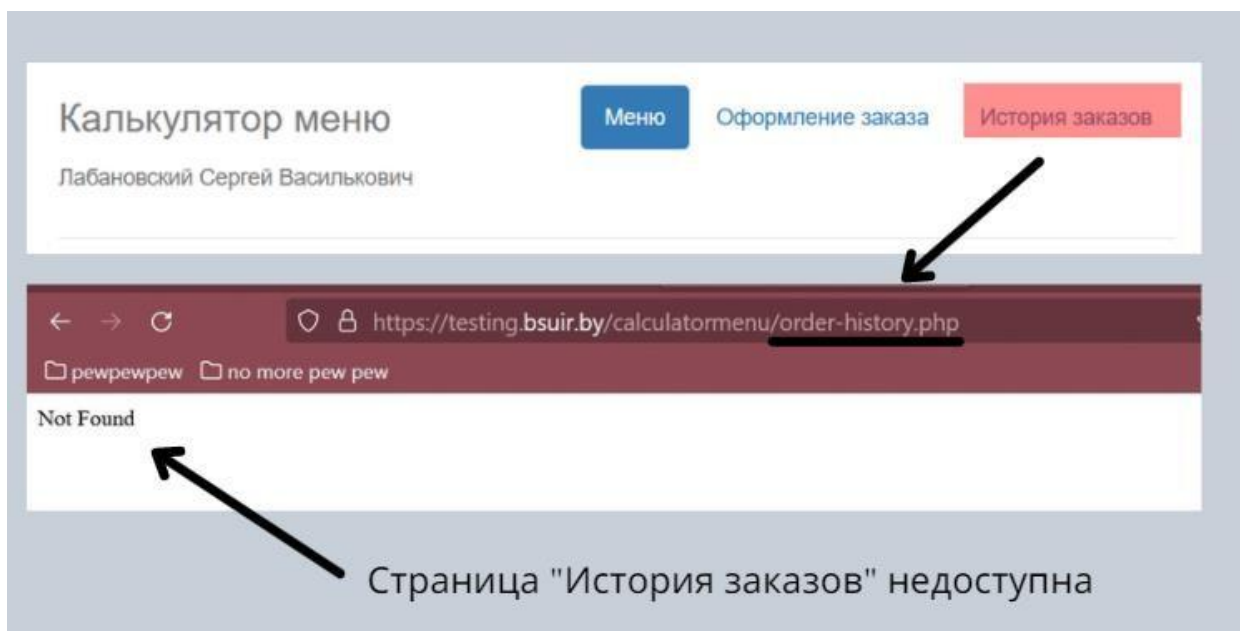 Калькулятор меню
Меню
Оформление заказа
История заказов
Лабановский Сергей Василькович
https://testing.bsuir.by/calculatormenu/order-history.php
pewpewpew
no more pew pew
Not Found
Страница "История заказов" недоступна